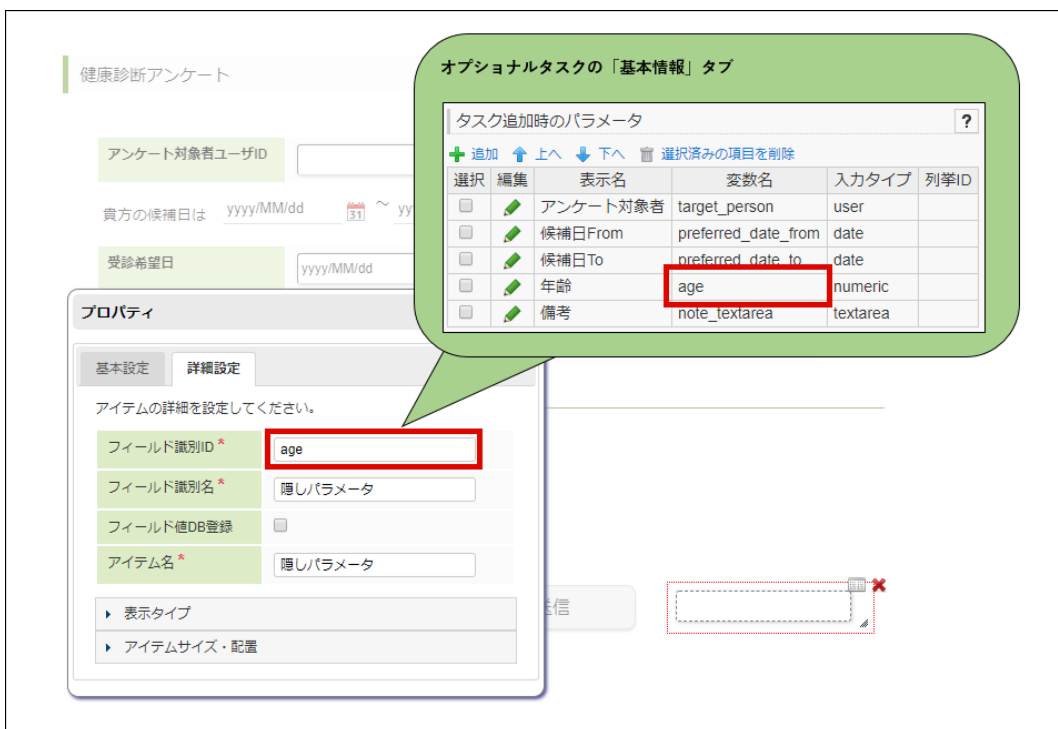 健康診断アンケート
オプショナルタスクの「基本情報」タブ
タスク追加時のパラメータ ?
追加 上へ 下へ 選択済みの項目を削除
選択 編集 表示名 変数名 入力タイプ 列挙ID
アンケート対象者 target_person user
候補日From preferred_date_from date
候補日To preferred_date_to date
年齢 age numeric
備考 note_textarea textarea
アンケート対象者ユーザID
貴方の候補日は yyyy/MM/dd 31 ~ yy
受診希望日 yyyy/MM/dd
プロパティ
基本設定 詳細設定
アイテムの詳細を設定してください。
フィールド識別ID * age
フィールド識別名 * 隠しパラメータ
フィールド値DB登録
アイテム名 * 隠しパラメータ
表示タイプ
アイテムサイズ・配置
信